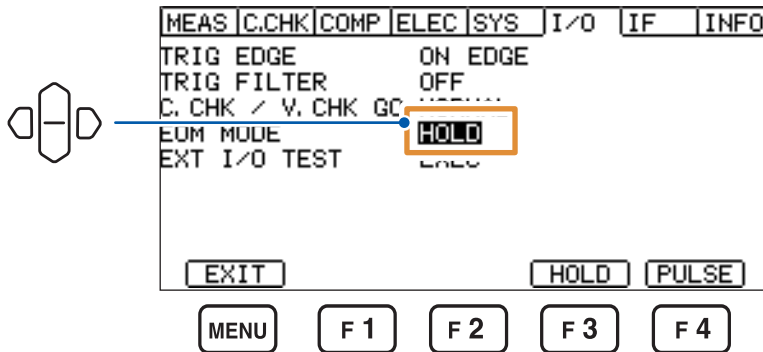 MEAS C.CHK COMP ELEC SYS I/O IF INFO
TRIG EDGE ON EDGE
TRIG FILTER OFF
C. CHK / V. CHK
EOM MODE HOLD
EXT I/O TEST
EXIT HOLD PULSE
MENU F 1 F 2 F 3 F 4